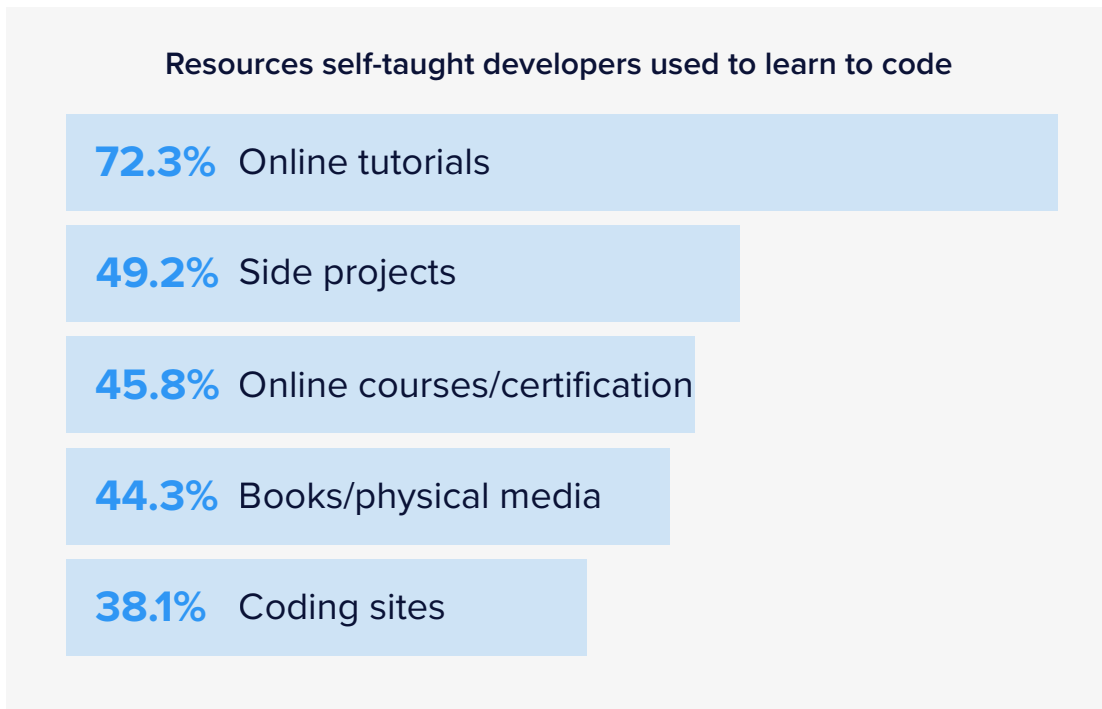 Resources self-taught developers used to learn to code
72.3% Online tutorials
49.2% Side projects
45.8% Online courses/certification
44.3% Books/physical media
38.1% Coding sites